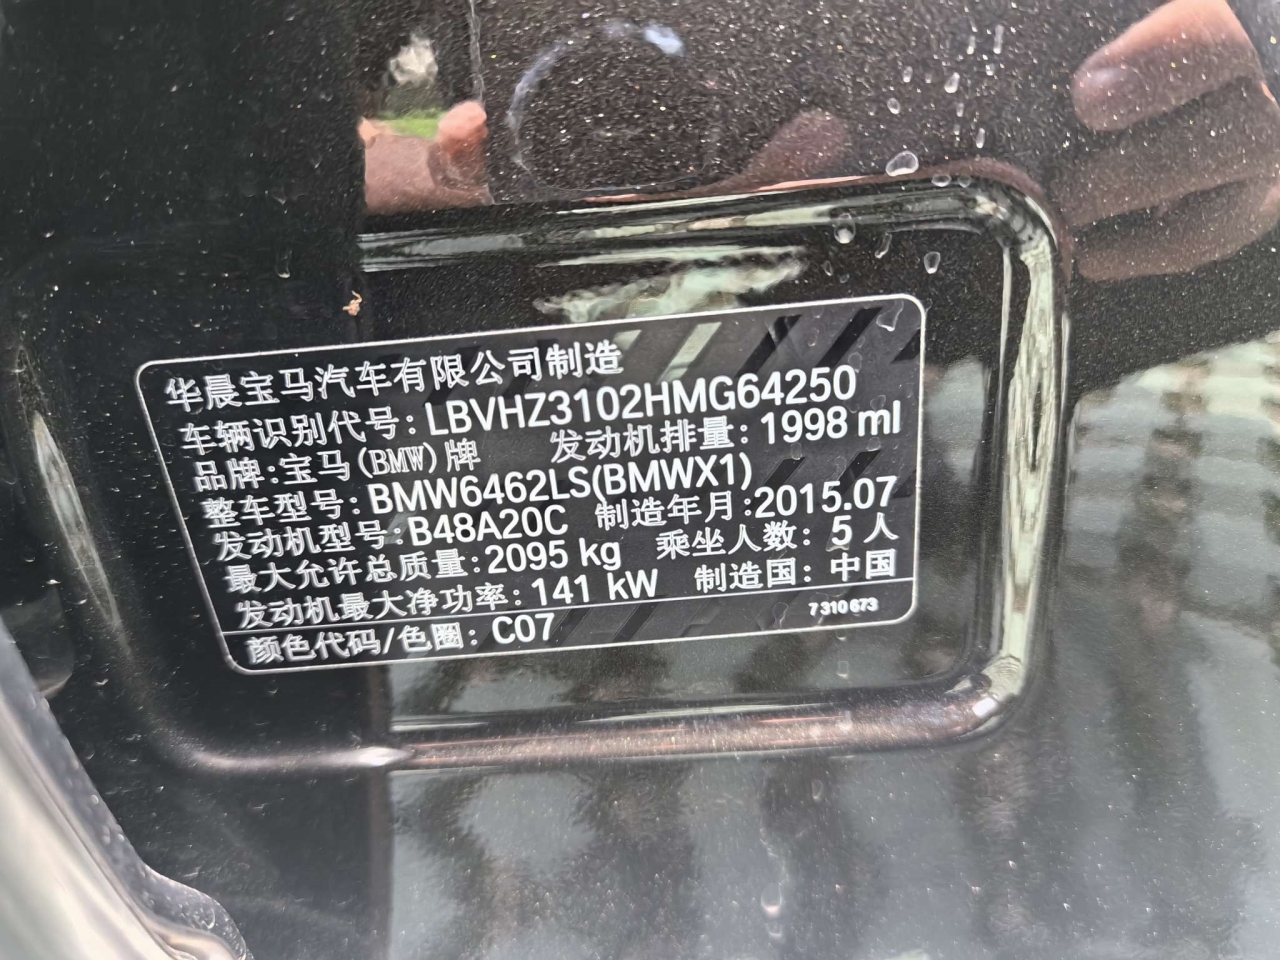 华晨宝马汽车有限公司制造
车辆识别代号: LBVHZ3102HMG64250
品牌:宝马(BMW)牌 发动机排量: 1998 ml
整车型号: BMW6462LS(BMWX1)
发动机型号: B48A20C 制造年月:2015.07
最大允许总质量: 2095 kg 乘坐人数: 5 人
发动机最大净功率: 141 kW 制造国: 中国
颜色代码/色圈: C07 7310673